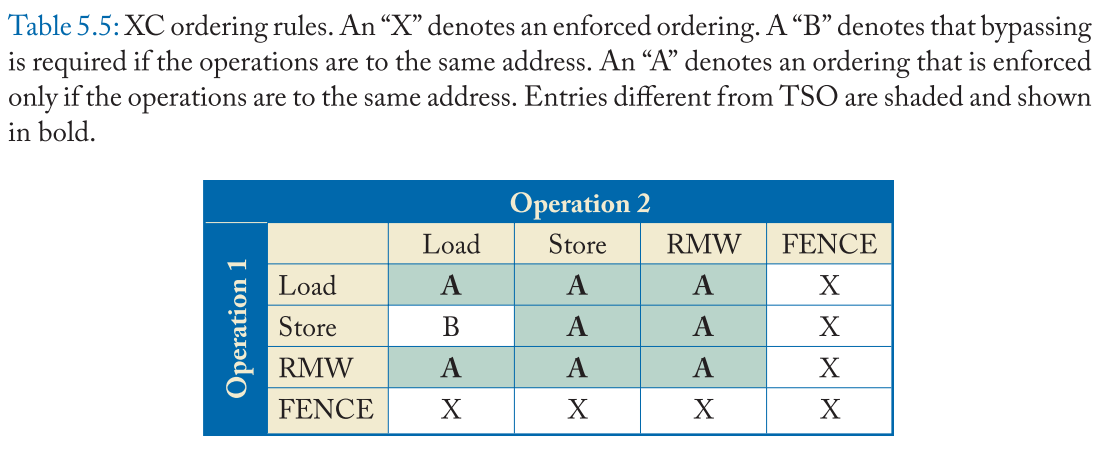 Table 5.5: XC ordering rules. An “X” denotes an enforced ordering. A “B” denotes that bypassing
is required if the operations are to the same address. An “A” denotes an ordering that is enforced
only if the operations are to the same address. Entries different from TSO are shaded and shown
in bold.
Operation 2
Operation 1
Load Store RMW FENCE
Load A A A X
Store B A A X
RMW A A A X
FENCE X X X X